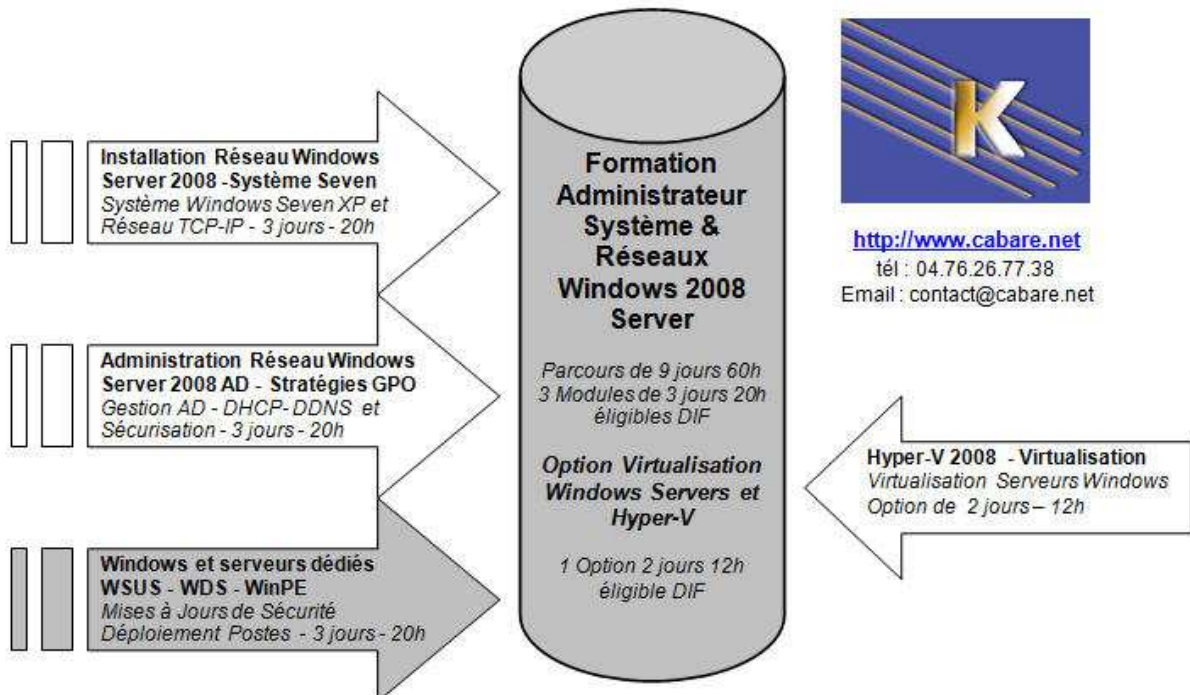 Installation Réseau Windows
Server 2008 -Système Seven
Système Windows Seven XP et
Réseau TCP-IP - 3 jours - 20h
Administration Réseau Windows
Server 2008 AD - Stratégies GPO
Gestion AD - DHCP- DDNS et
Sécurisation - 3 jours - 20h
Windows et serveurs dédiés
WSUS - WDS - WinPE
Mises à Jours de Sécurité
Déploiement Postes - 3 jours - 20h
Formation
Administrateur
Système &
Réseaux
Windows 2008
Server
Parcours de 9 jours 60h
3 Modules de 3 jours 20h
éligibles DIF
Option Virtualisation
Windows Servers et
Hyper-V
1 Option 2 jours 12h
éligible DIF
K
http://www.cabare.net
tél : 04.76.26.77.38
Email : contact@cabare.net
Hyper-V 2008 - Virtualisation
Virtualisation Serveurs Windows
Option de 2 jours – 12h